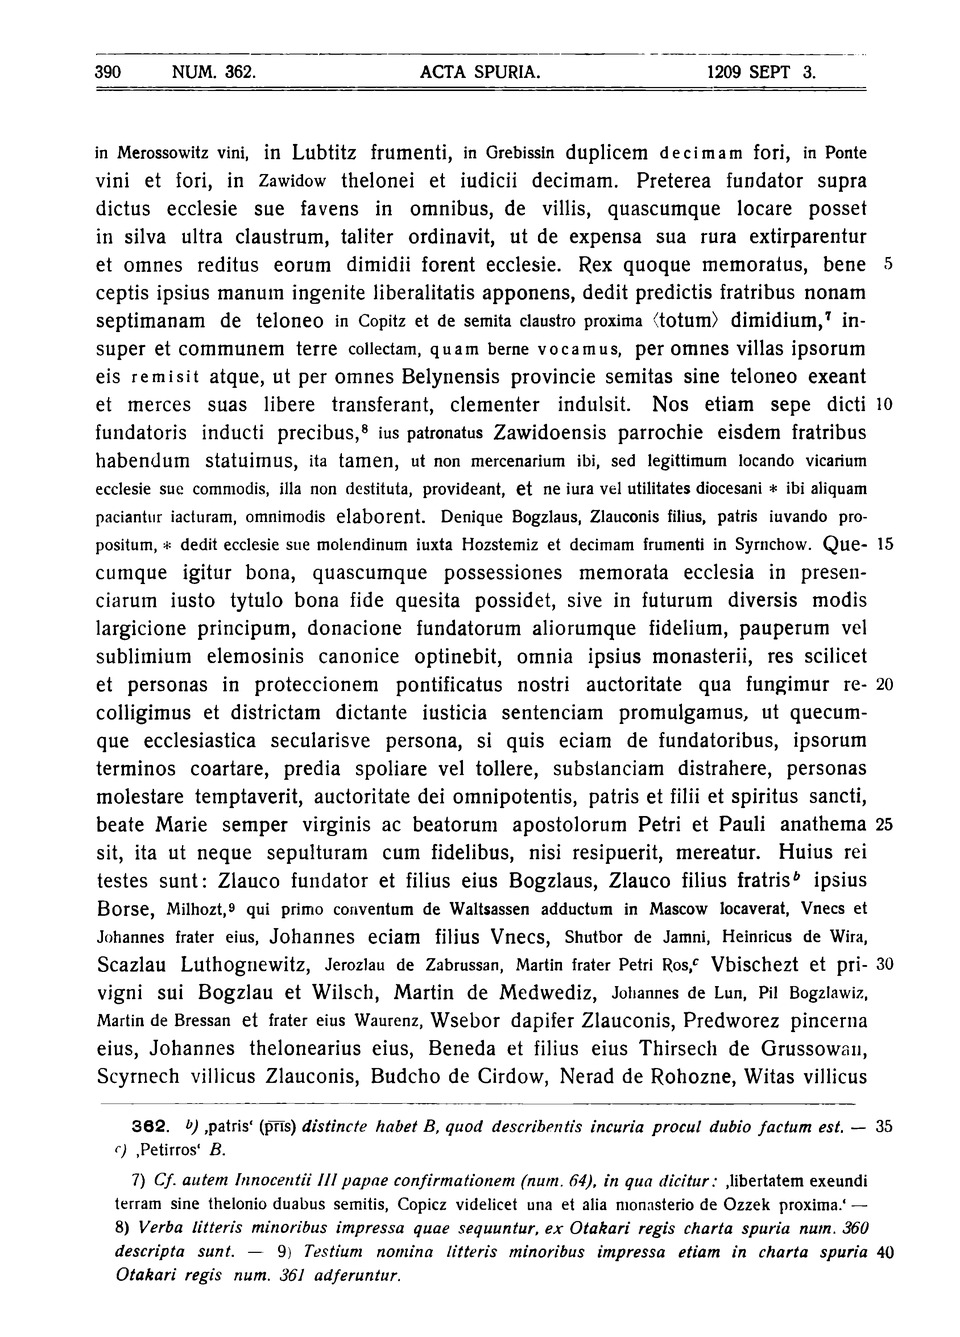 390 NUM. 362. ACTA SPURIA. 1209 SEPT 3.
in Merossowitz vini, in Lubtitz frumenti, in Grebissin duplicem decimam fori, in Ponte
vini et fori, in Zawidow thelonei et iudicii decimam. Preterea fundator supra
dictus ecclesie sue favens in omnibus, de villis, quascumque locare posset
in silva ultra claustrum, taliter ordinavit, ut de expensa sua rura extirparentur
et omnes reditus eorum dimidii forent ecclesie. Rex quoque memoratus, bene 5
ceptis ipsius manum ingenite liberalitatis apponens, dedit predictis fratribus nonam
septimanam de teloneo in Copitz et de semita claustro proxima ⟨totum⟩ dimidium,⁷ in-
super et communem terre collectam, quam berne vocamus, per omnes villas ipsorum
eis remisit atque, ut per omnes Belynensis provincie semitas sine teloneo exeant
et merces suas libere transferant, clementer indulsit. Nos etiam sepe dicti 10
fundatoris inducti precibus,⁸ ius patronatus Zawidoensis parrochie eisdem fratribus
habendum statuimus, ita tamen, ut non mercenarium ibi, sed legittimum locando vicarium
ecclesie sue commodis, illa non destituta, provideant, et ne iura vel utilitates diocesani * ibi aliquam
paciantur iacturam, omnimodis elaborent. Denique Bogzlaus, Zlauconis filius, patris iuvando pro-
positum, * dedit ecclesie sue molendinum iuxta Hozstemiz et decimam frumenti in Syrnchow. Que- 15
cumque igitur bona, quascumque possessiones memorata ecclesia in presen-
ciarum iusto tytulo bona fide quesita possidet, sive in futurum diversis modis
largicione principum, donacione fundatorum aliorumque fidelium, pauperum vel
sublimium elemosinis canonice optinebit, omnia ipsius monasterii, res scilicet
et personas in proteccionem pontificatus nostri auctoritate qua fungimur re- 20
colligimus et districtam dictante iusticia sentenciam promulgamus, ut quecum-
que ecclesiastica secularisve persona, si quis eciam de fundatoribus, ipsorum
terminos coartare, predia spoliare vel tollere, substanciam distrahere, personas
molestare temptaverit, auctoritate dei omnipotentis, patris et filii et spiritus sancti,
beate Marie semper virginis ac beatorum apostolorum Petri et Pauli anathema 25
sit, ita ut neque sepulturam cum fidelibus, nisi resipuerit, mereatur. Huius rei
testes sunt: Zlauco fundator et filius eius Bogzlaus, Zlauco filius fratrisᵇ ipsius
Borse, Milhozt,⁹ qui primo conventum de Waltsassen adductum in Mascow locaverat, Vnecs et
Johannes frater eius, Johannes eciam filius Vnecs, Shutbor de Jamni, Heinricus de Wira,
Scazlau Luthognewitz, Jerozlau de Zabrussan, Martin frater Petri Ros,ᶜ Vbischezt et pri- 30
vigni sui Bogzlau et Wilsch, Martin de Medwediz, Johannes de Lun, Pil Bogzlawiz,
Martin de Bressan et frater eius Waurenz, Wsebor dapifer Zlauconis, Predworez pincerna
eius, Johannes thelonearius eius, Beneda et filius eius Thirsech de Grussowan,
Scyrnech villicus Zlauconis, Budcho de Cirdow, Nerad de Rohozne, Witas villicus
362. b) ‚patris‘ (pr̅i̅s) distincte habet B, quod describentis incuria procul dubio factum est. — 35
c) ‚Petirros‘ B.
7) Cf. autem Innocentii III papae confirmationem (num. 64), in qua dicitur: ‚libertatem exeundi
terram sine thelonio duabus semitis, Copicz videlicet una et alia monasterio de Ozzek proxima.‘ —
8) Verba litteris minoribus impressa quae sequuntur, ex Otakari regis charta spuria num. 360
descripta sunt. — 9) Testium nomina litteris minoribus impressa etiam in charta spuria 40
Otakari regis num. 361 adferuntur.